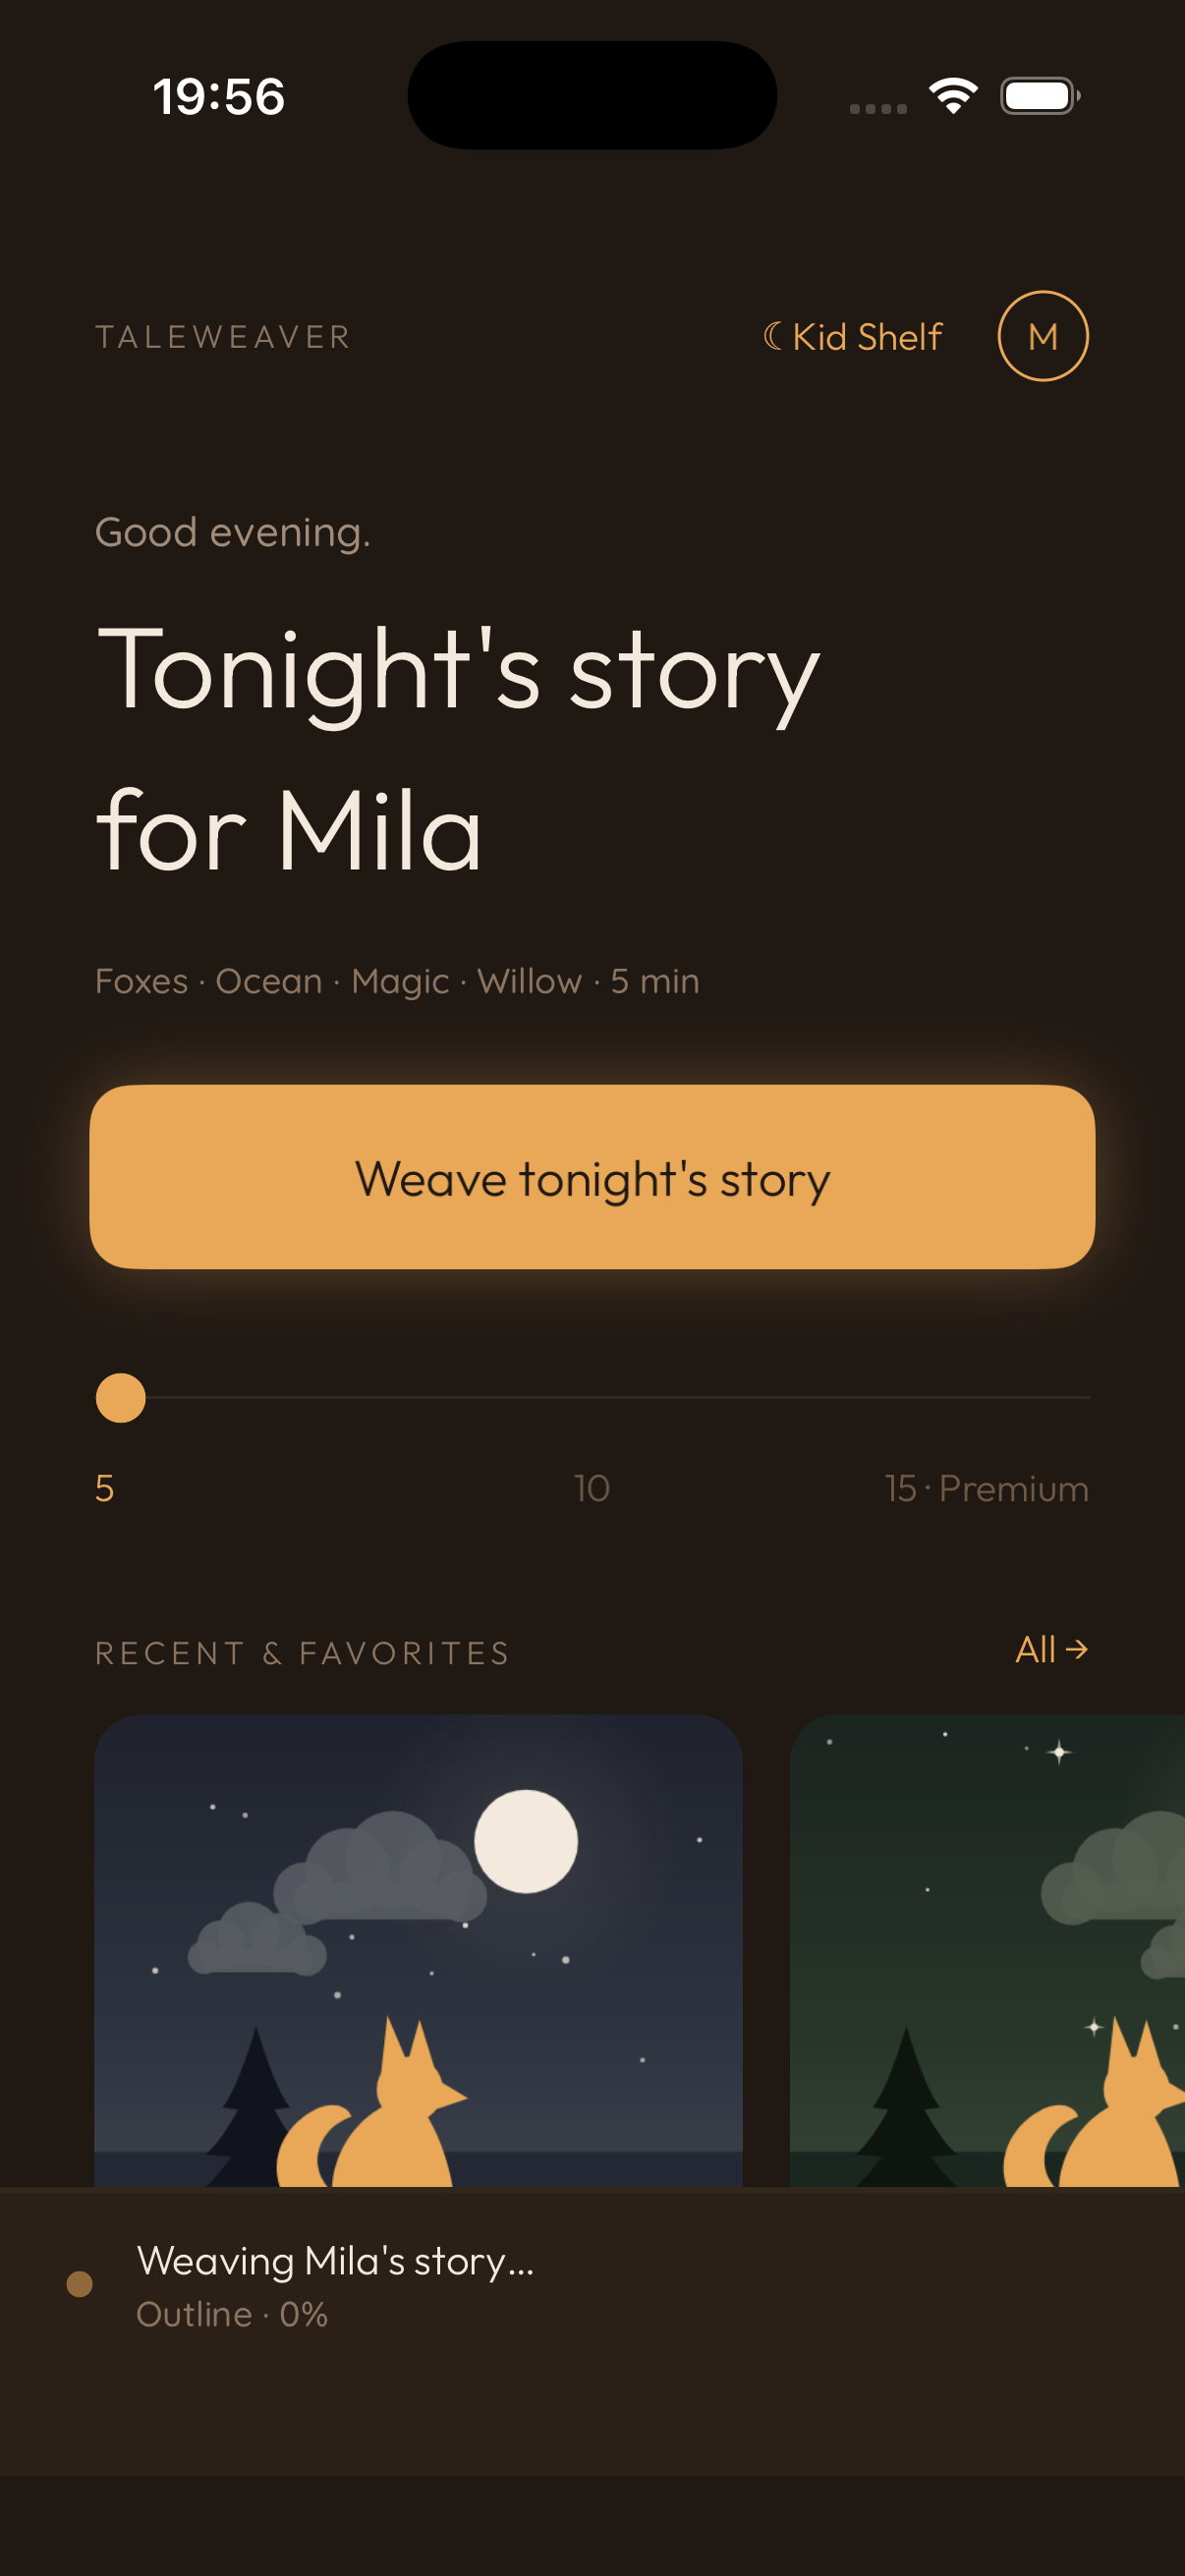 19:56
TALEWEAVER
☾ Kid Shelf
M
Good evening.
Tonight's story
for Mila
Foxes · Ocean · Magic · Willow · 5 min
Weave tonight's story
5
10
15 · Premium
RECENT & FAVORITES
All →
Weaving Mila's story...
Outline · 0%